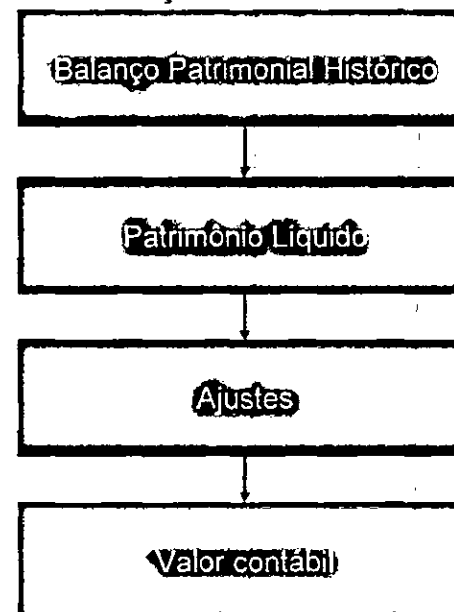 Balanço Patrimonial Histórico
Patrimônio Líquido
Ajustes
Valor contábil